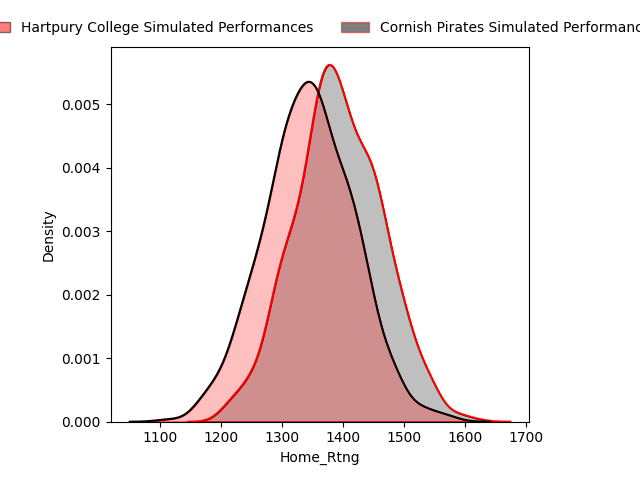 Hartpury College Simulated Performances Cornish Pirates Simulated Performanc
0.005
0.004
0.003
0.002
0.001
0.000
Density
1100 1200 1300 1400 1500 1600 1700
Home_Rtng